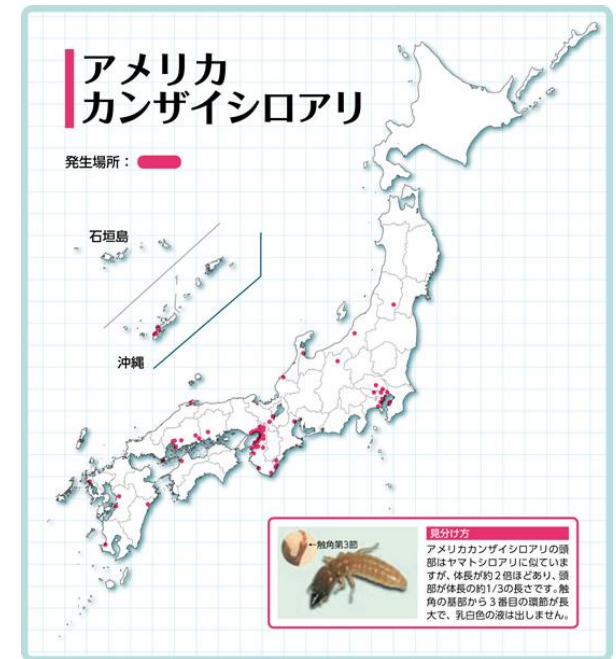 アメリカ
カンザイシロアリ
発生場所：
石垣島
沖縄
←触角第3節
見分け方
アメリカカンザイシロアリの頭
部はヤマトシロアリに似ていま
すが、体長が約２倍ほどあり、頭
部が体長の約1/3の長さです。触
角の基部から３番目の環節が長
大で、乳白色の液は出しません。